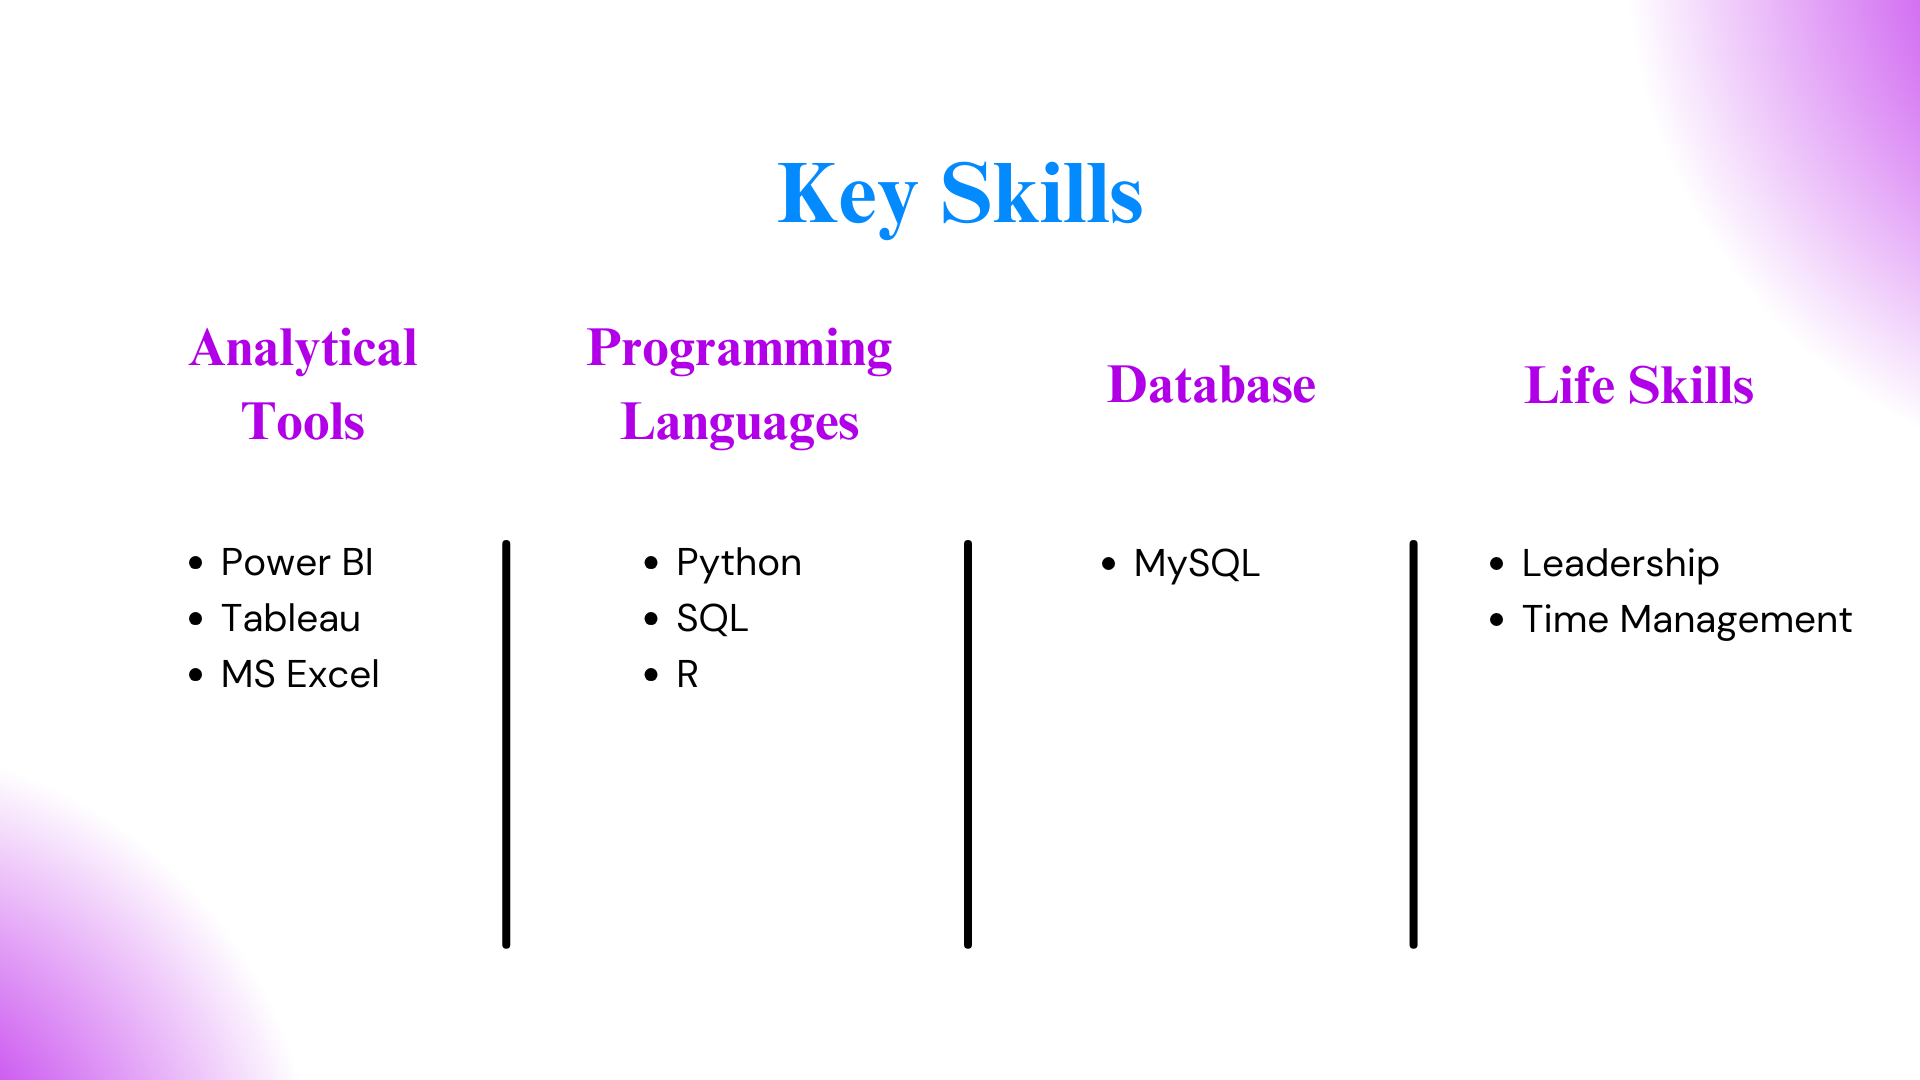 Key Skills
Analytical
Tools
Power BI
Tableau
MS Excel
Programming
Languages
Python
SQL
R
Database
MySQL
Life Skills
Leadership
Time Management